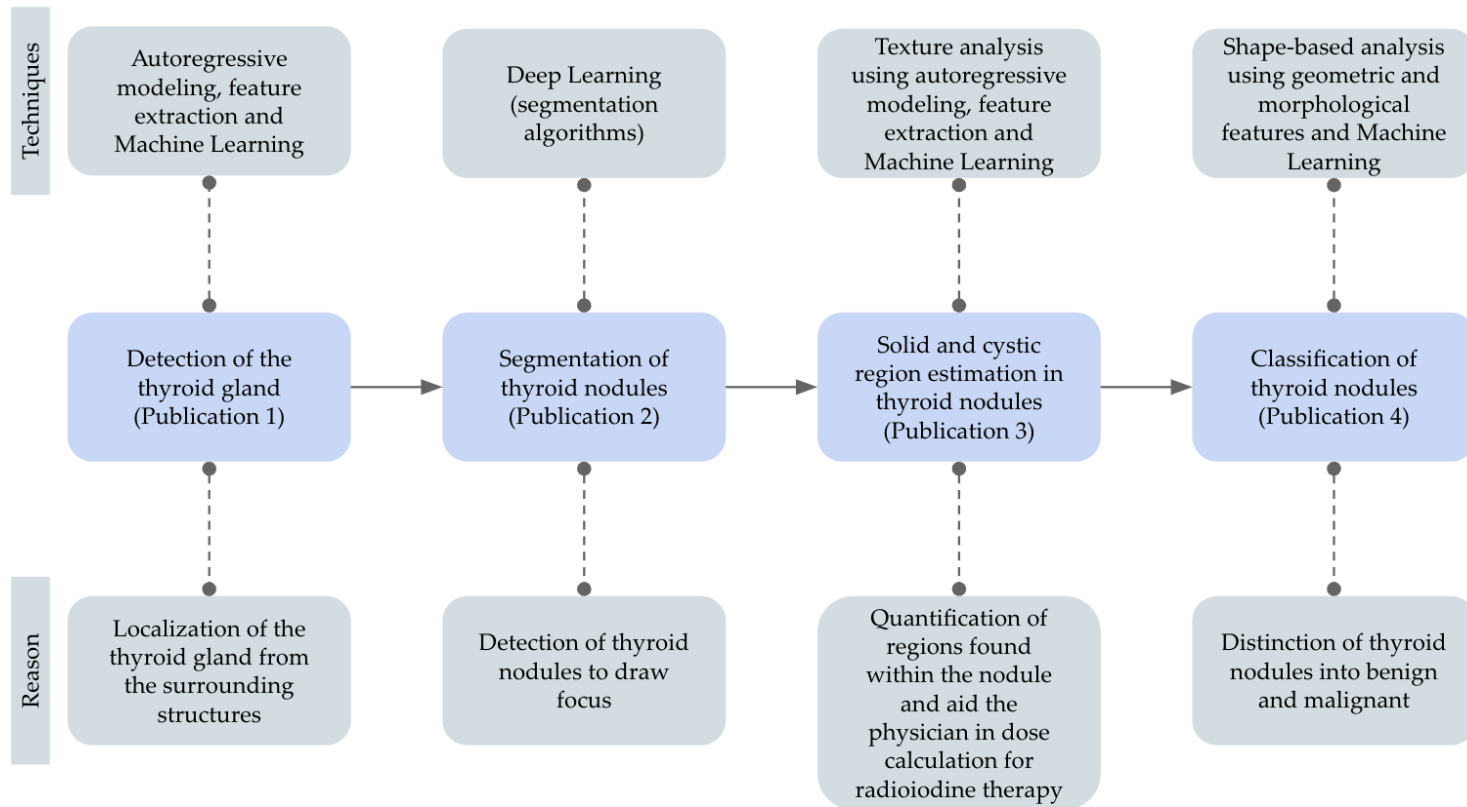 Techniques
Autoregressive
modeling, feature
extraction and
Machine Learning
Deep Learning
(segmentation
algorithms)
Texture analysis
using autoregressive
modeling, feature
extraction and
Machine Learning
Shape-based analysis
using geometric and
morphological
features and Machine
Learning
Detection of the
thyroid gland
(Publication 1)
Segmentation of
thyroid nodules
(Publication 2)
Solid and cystic
region estimation in
thyroid nodules
(Publication 3)
Classification of
thyroid nodules
(Publication 4)
Reason
Localization of the
thyroid gland from
the surrounding
structures
Detection of thyroid
nodules to draw
focus
Quantification of
regions found
within the nodule
and aid the
physician in dose
calculation for
radioiodine therapy
Distinction of thyroid
nodules into benign
and malignant